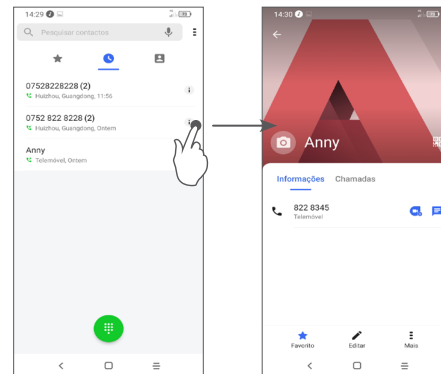 14:29
Pesquisar contactos
07528228228 (2)
Huizhou, Guangdong, 11:56
0752 822 8228 (2)
Huizhou, Guangdong, Ontem
Anny
Telemóvel, Ontem
14:30
A
Anny
Informações Chamadas
822 8345
Telemóvel
Favorito Editar Mais